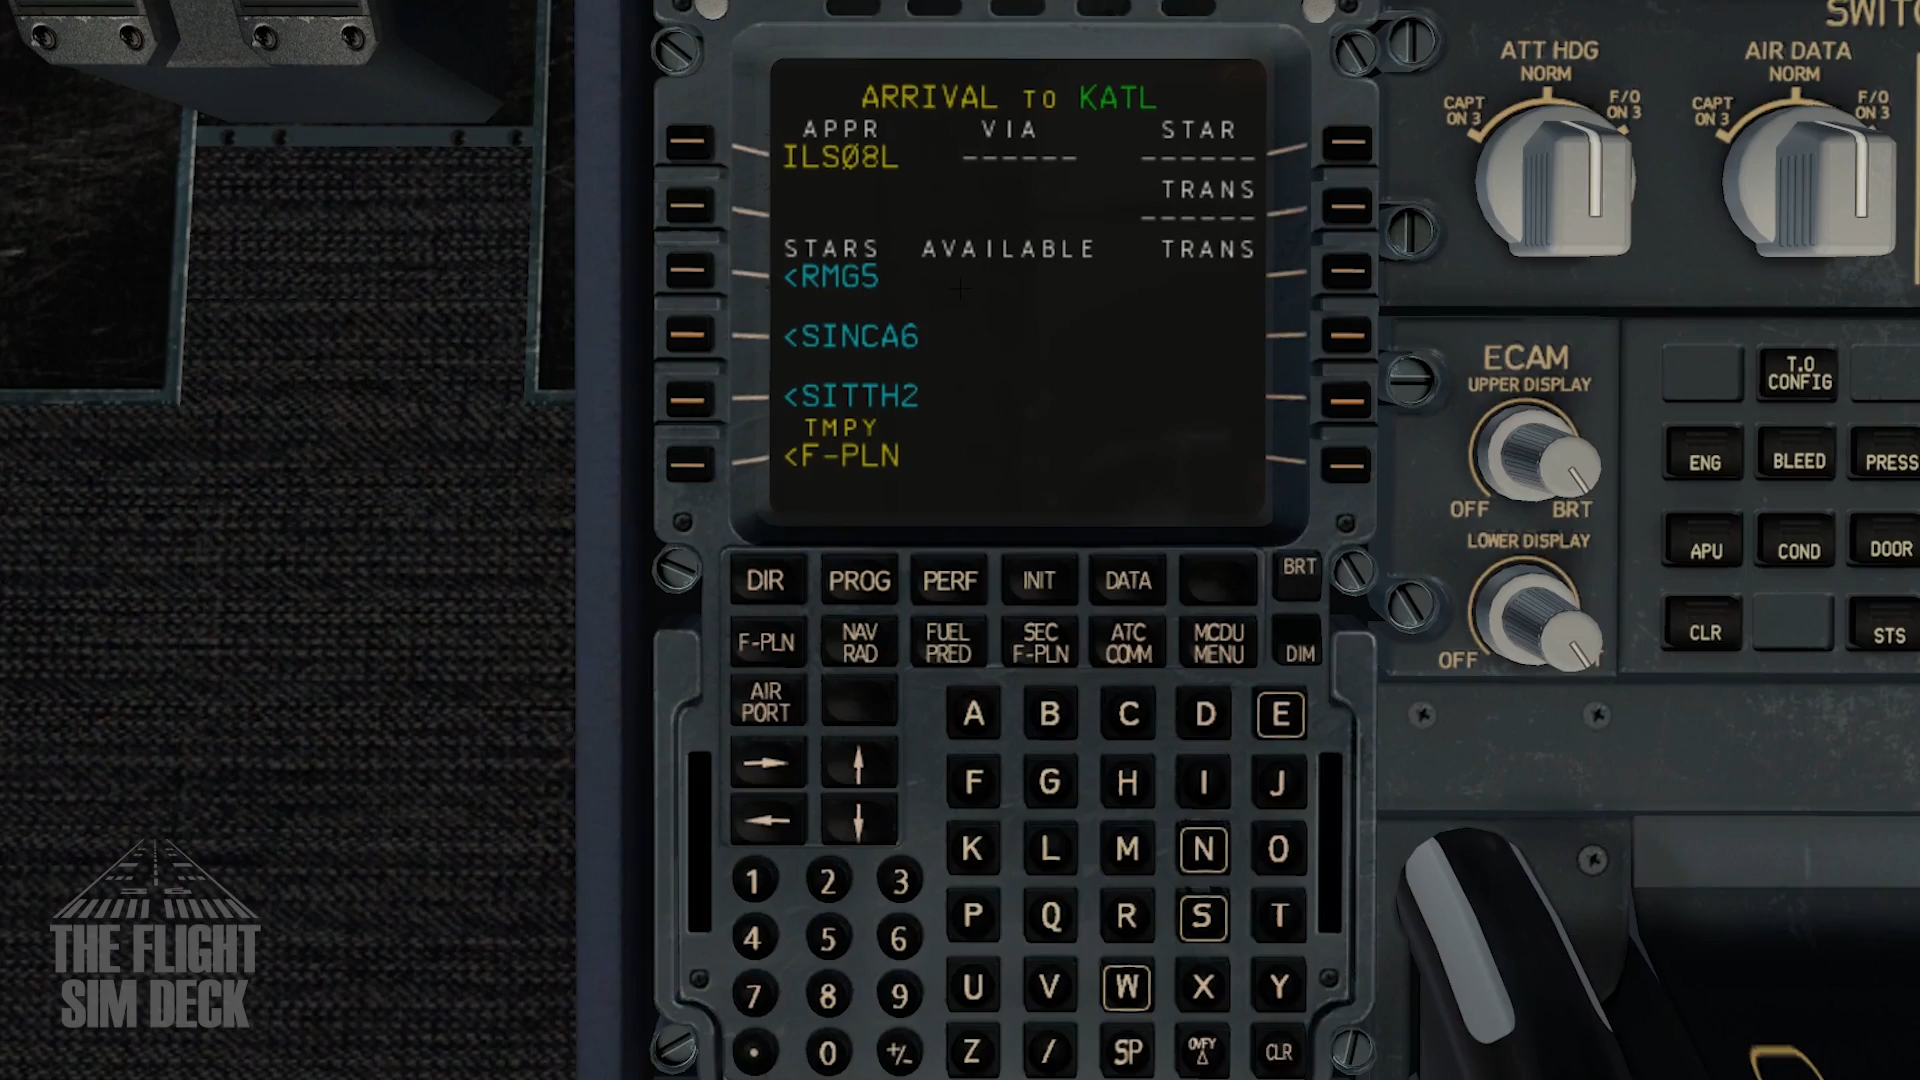 ARRIVAL TO KATL
APPR VIA STAR
ILSØ8L ------ ------
TRANS
------
STARS AVAILABLE TRANS
<RMG5
<SINCA6
<SITTH2
TMPY
<F-PLN
DIR PROG PERF INIT DATA BRT
F-PLN NAV RAD FUEL PRED SEC F-PLN ATC COMM MCDU MENU DIM
AIR PORT
A B C D E
F G H I J
K L M N O
P Q R S T
U V W X Y
Z / SP OVFY Δ CLR
1 2 3
4 5 6
7 8 9
. 0 +/-
ATT HDG
NORM
CAPT ON 3
F/O ON 3
AIR DATA
NORM
CAPT ON 3
F/O ON 3
ECAM
UPPER DISPLAY
OFF BRT
LOWER DISPLAY
OFF
T.O CONFIG
ENG BLEED PRESS
APU COND DOOR
CLR STS
THE FLIGHT
SIM DECK